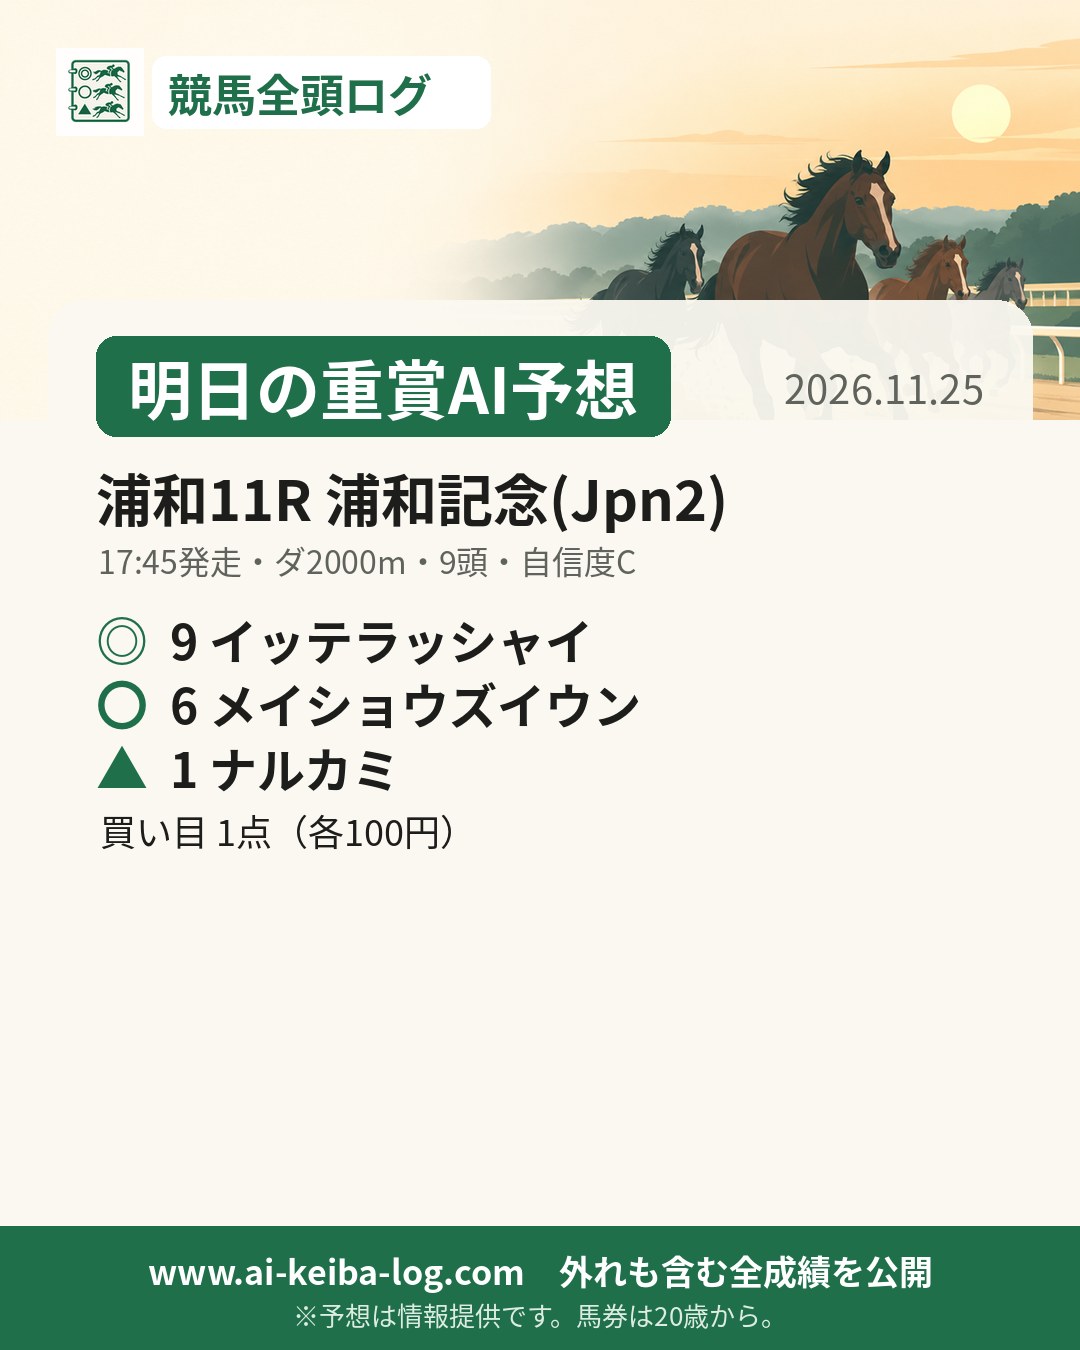 競馬全頭ログ
明日の重賞AI予想
2026.11.25
浦和11R 浦和記念(Jpn2)
17:45発走・ダ2000m・9頭・自信度C
◎ 9 イッテラッシャイ
○ 6 メイショウズイウン
▲ 1 ナルカミ
買い目 1点（各100円）
www.ai-keiba-log.com　外れも含む全成績を公開
※予想は情報提供です。馬券は20歳から。